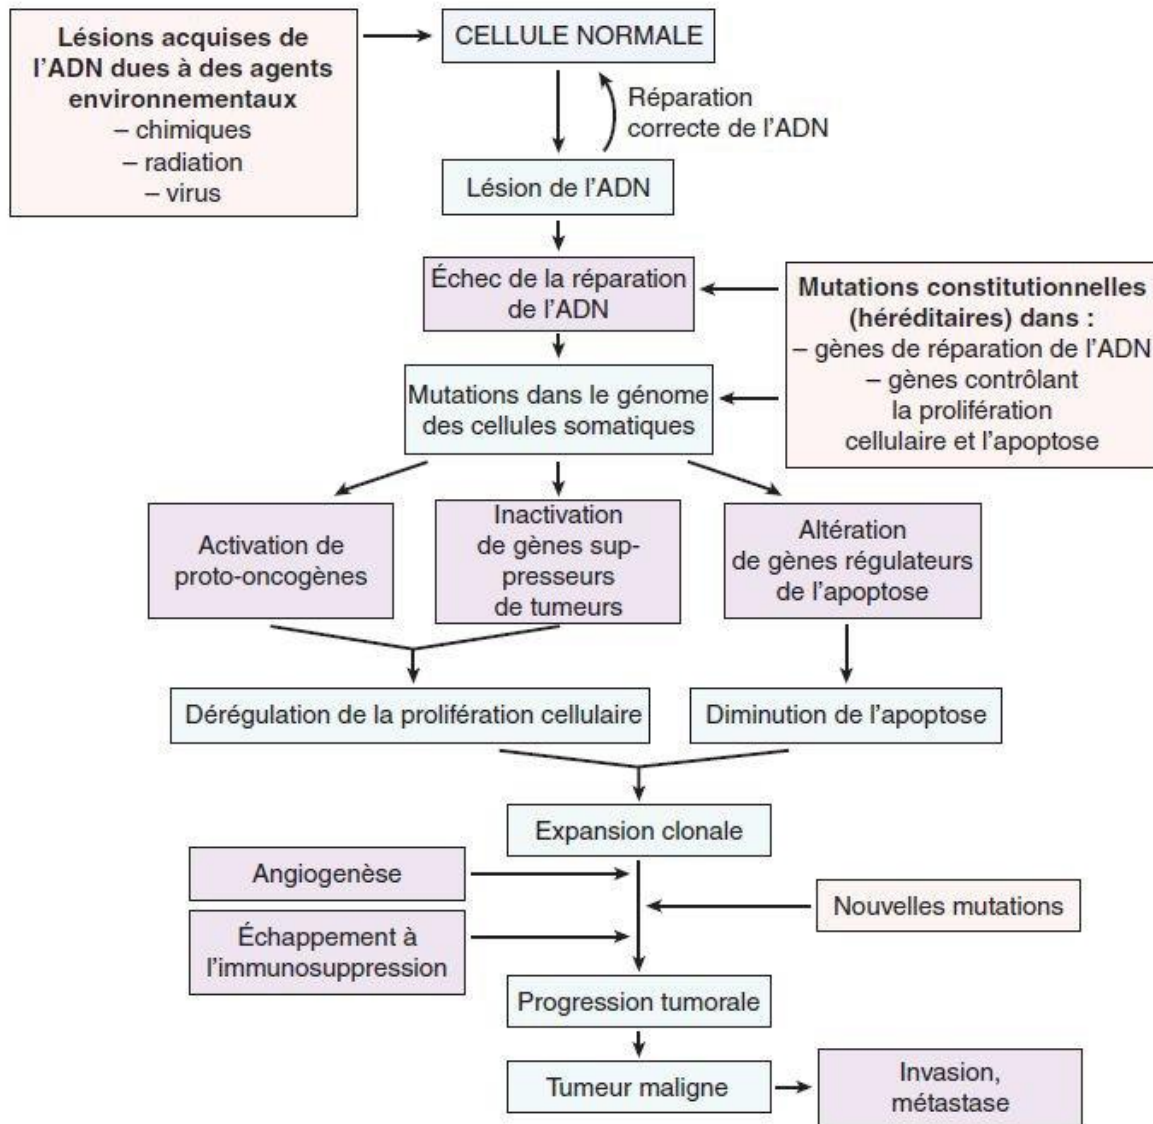 Lésions acquises de
l'ADN dues à des agents
environnementaux
– chimiques
– radiation
– virus
CELLULE NORMALE
Réparation
correcte de l'ADN
Lésion de l'ADN
Échec de la réparation
de l'ADN
Mutations constitutionnelles
(héréditaires) dans :
– gènes de réparation de l'ADN
– gènes contrôlant
la prolifération
cellulaire et l'apoptose
Mutations dans le génome
des cellules somatiques
Activation de
proto-oncogènes
Inactivation
de gènes sup-
presseurs
de tumeurs
Altération
de gènes régulateurs
de l'apoptose
Dérégulation de la prolifération cellulaire
Diminution de l'apoptose
Expansion clonale
Angiogenèse
Nouvelles mutations
Échappement à
l'immunosuppression
Progression tumorale
Tumeur maligne
Invasion,
métastase